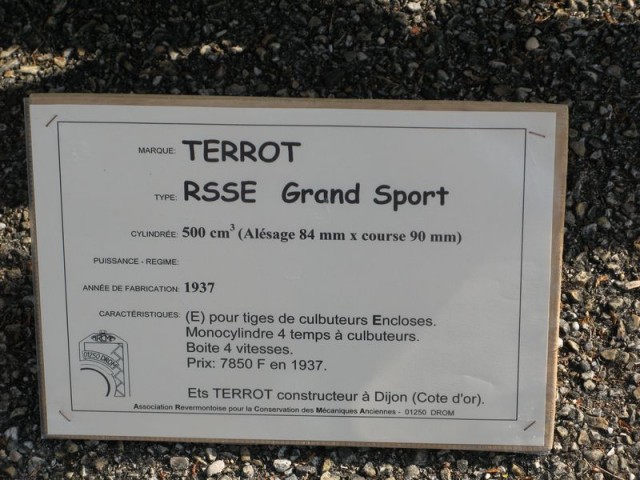 MARQUE: TERROT
TYPE: RSSE Grand Sport
CYLINDRÉE: 500 cm³ (Alésage 84 mm x course 90 mm)
PUISSANCE - REGIME:
ANNÉE DE FABRICATION: 1937
CARACTÉRISTIQUES: (E) pour tiges de culbuteurs Encloses.
Monocylindre 4 temps à culbuteurs.
Boite 4 vitesses.
Prix: 7850 F en 1937.
01250 DROM
Ets TERROT constructeur à Dijon (Cote d'or).
Association Revermontoise pour la Conservation des Mécaniques Anciennes - 01250 DROM